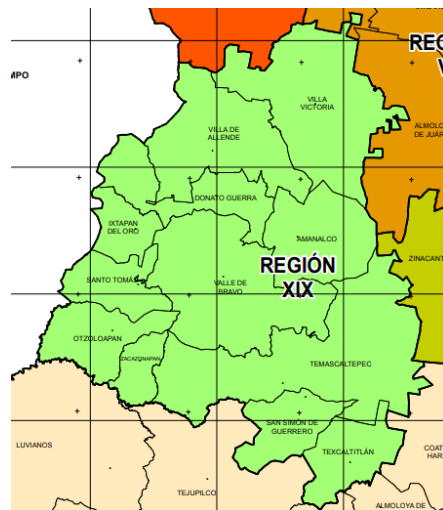 REG
V
MPO
VILLA
VICTORIA
VILLA DE
ALLENDE
ALMOLO
DE JUÁR
DONATO GUERRA
IXTAPAN
DEL ORO
AMANALCO
ZINACANT
REGIÓN
XIX
SANTO TOMÁS
VALLE DE
BRAVO
OTZOLOAPAN
ZACAZONAPAN
TEMASCALTEPEC
SAN SIMÓN DE
GUERRERO
LUVIANOS
TEXCALTITLÁN
COAT
HAR
TEJUPILCO
ALMOLOYA DE